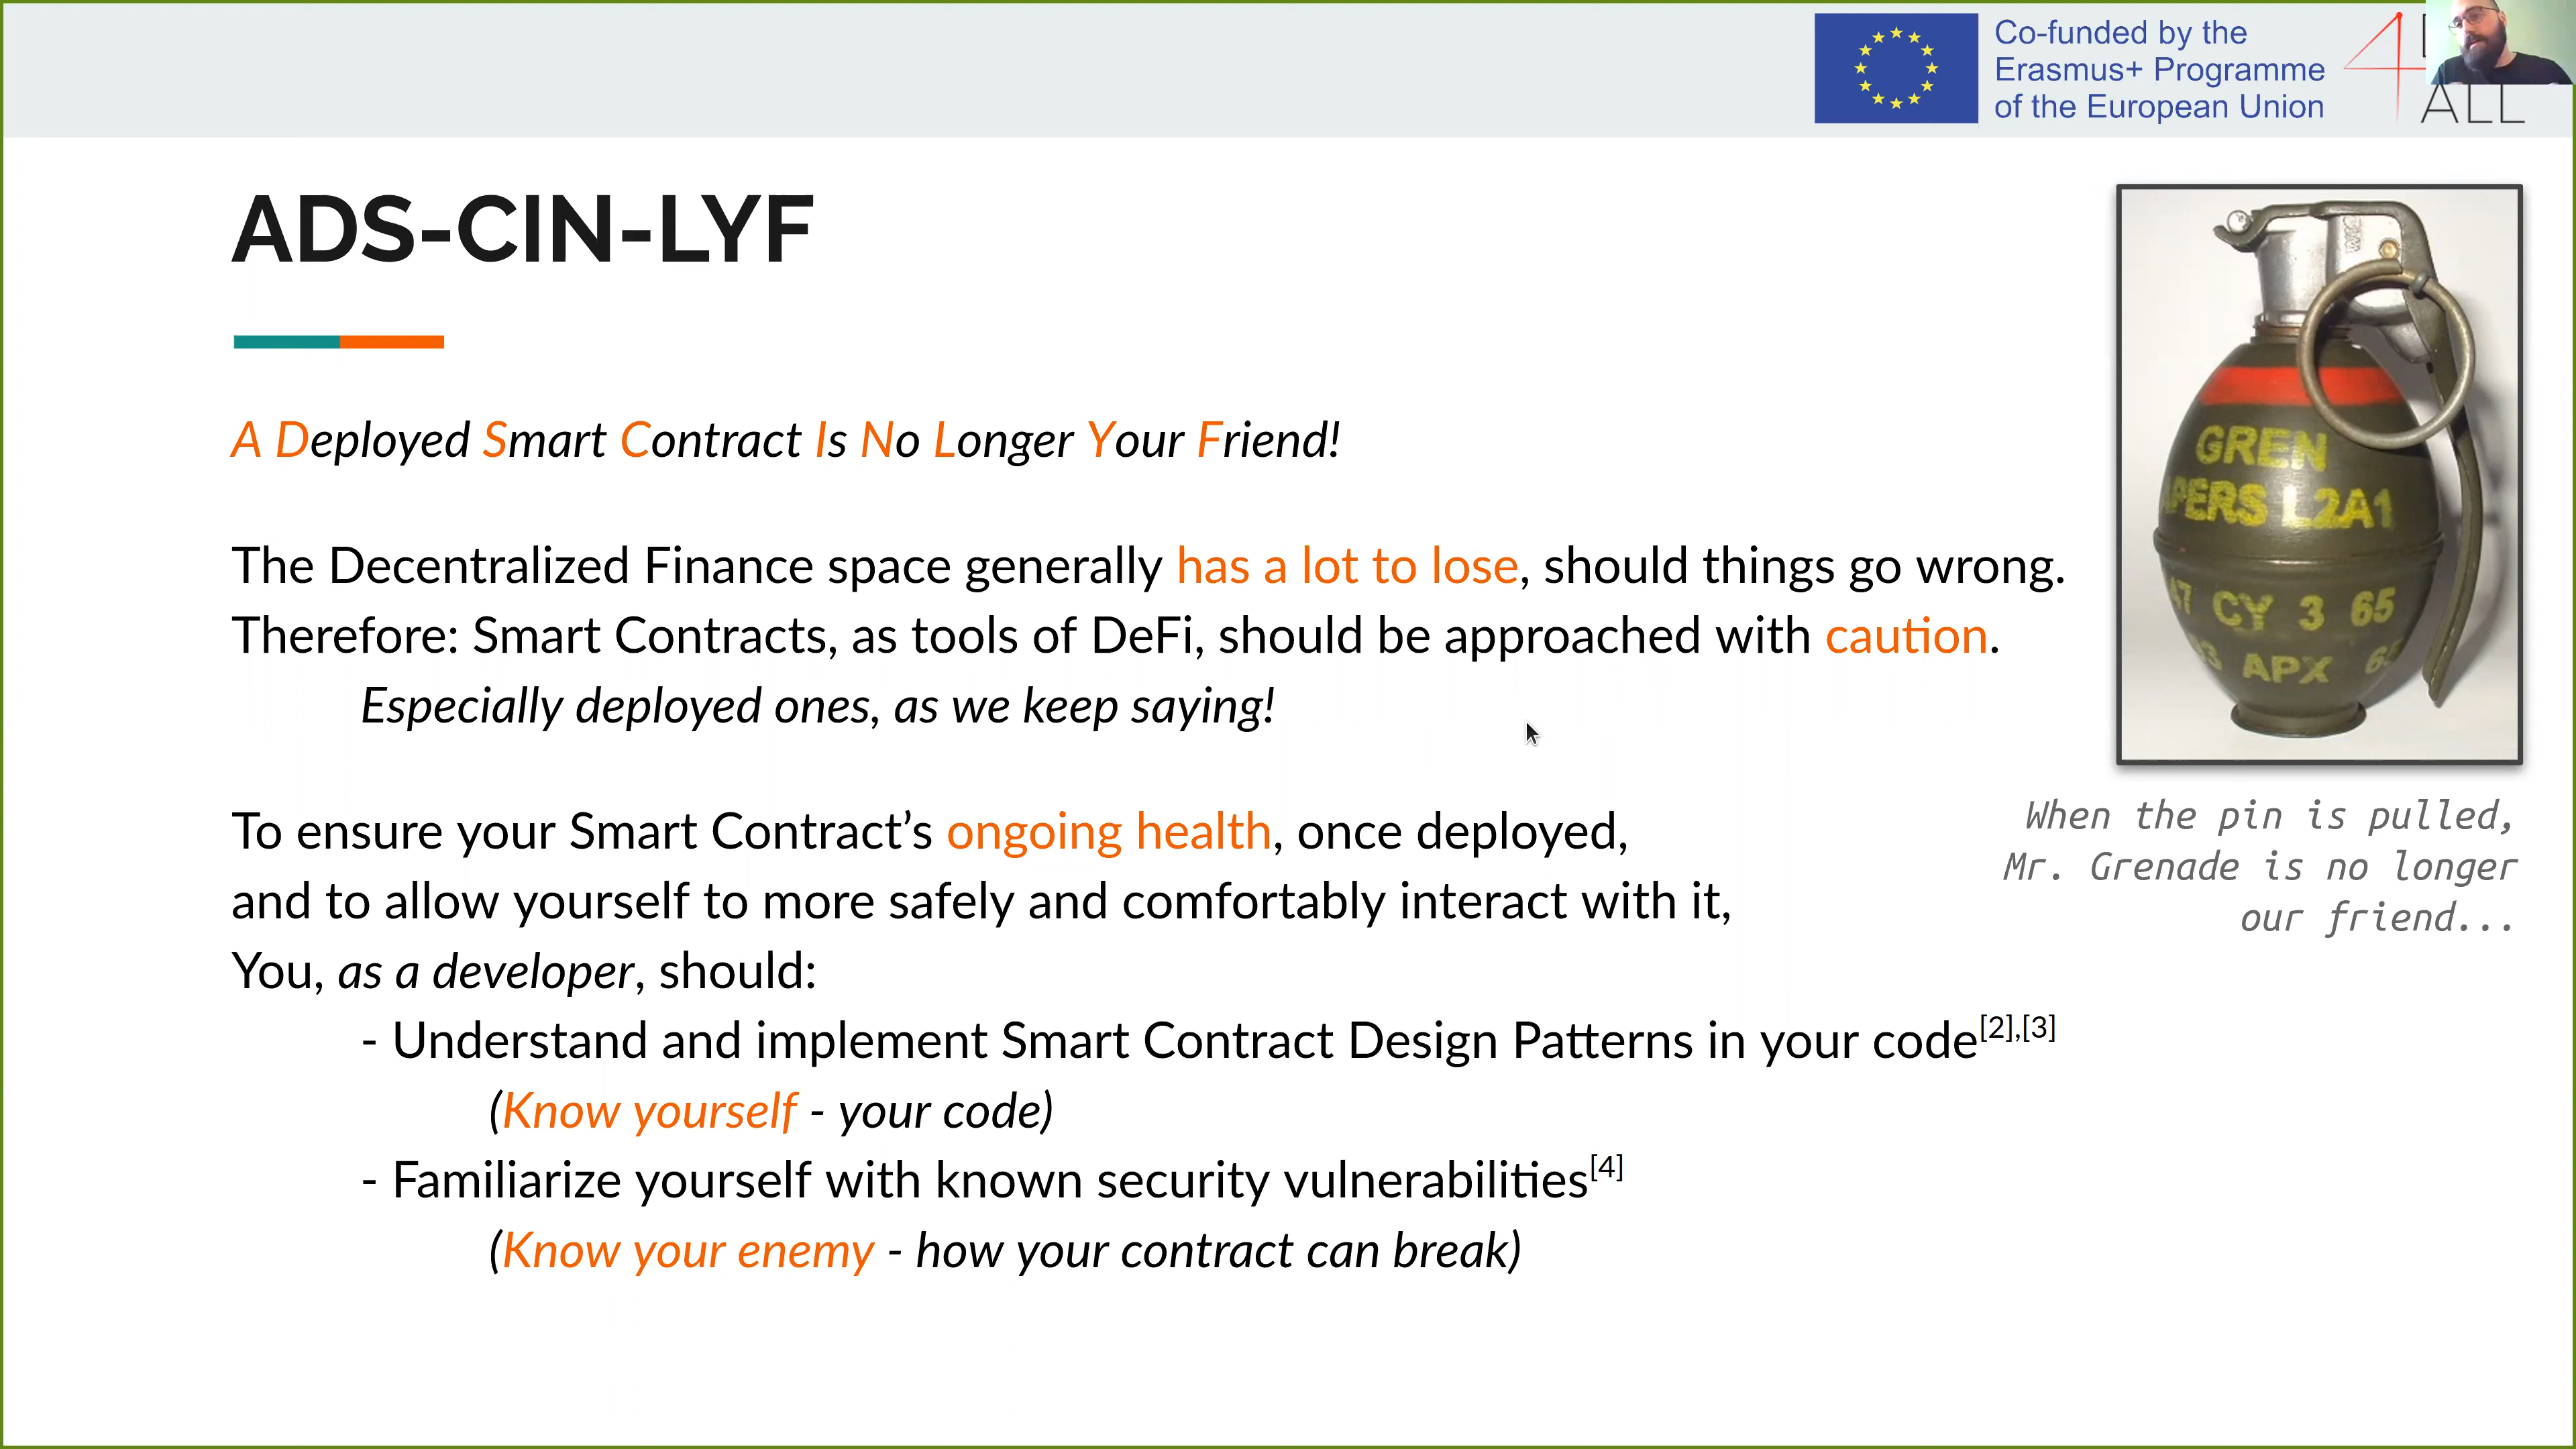 Co-funded by the
Erasmus+ Programme
of the European Union
4
ALL
ADS-CIN-LYF
A Deployed Smart Contract Is No Longer Your Friend!
The Decentralized Finance space generally has a lot to lose, should things go wrong.
Therefore: Smart Contracts, as tools of DeFi, should be approached with caution.
Especially deployed ones, as we keep saying!
To ensure your Smart Contract’s ongoing health, once deployed,
and to allow yourself to more safely and comfortably interact with it,
You, as a developer, should:
- Understand and implement Smart Contract Design Patterns in your code[2],[3]
(Know yourself - your code)
- Familiarize yourself with known security vulnerabilities[4]
(Know your enemy - how your contract can break)
GREN
L2A1
CY 3 65
APX
When the pin is pulled,
Mr. Grenade is no longer
our friend...